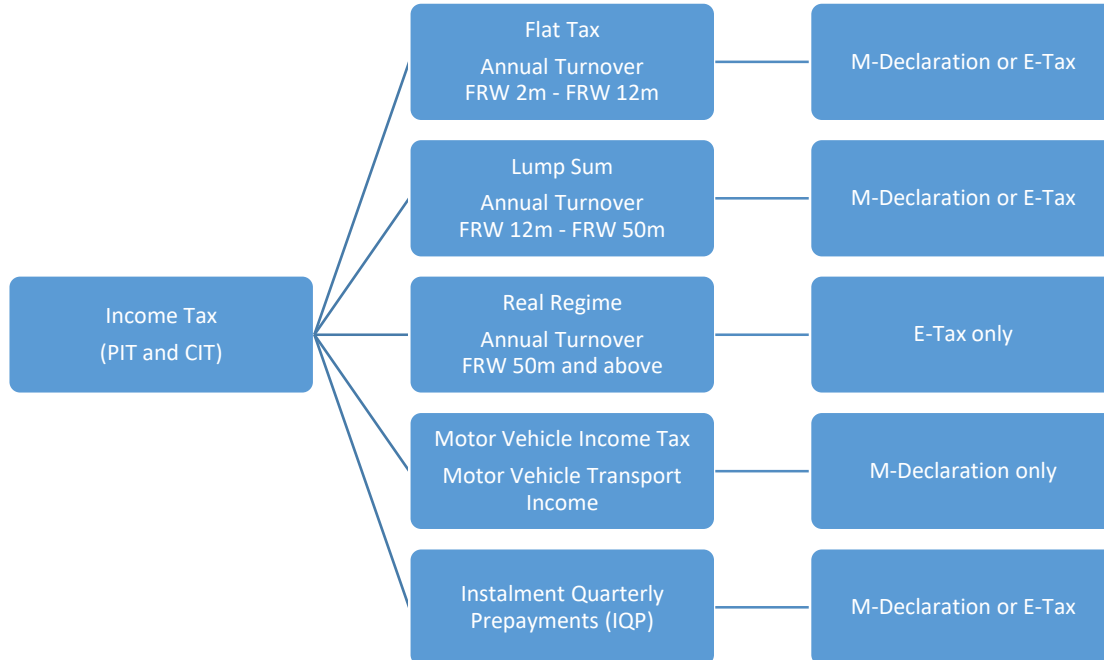 Income Tax
(PIT and CIT)
Flat Tax
Annual Turnover
FRW 2m - FRW 12m
M-Declaration or E-Tax
Lump Sum
Annual Turnover
FRW 12m - FRW 50m
M-Declaration or E-Tax
Real Regime
Annual Turnover
FRW 50m and above
E-Tax only
Motor Vehicle Income Tax
Motor Vehicle Transport
Income
M-Declaration only
Instalment Quarterly
Prepayments (IQP)
M-Declaration or E-Tax